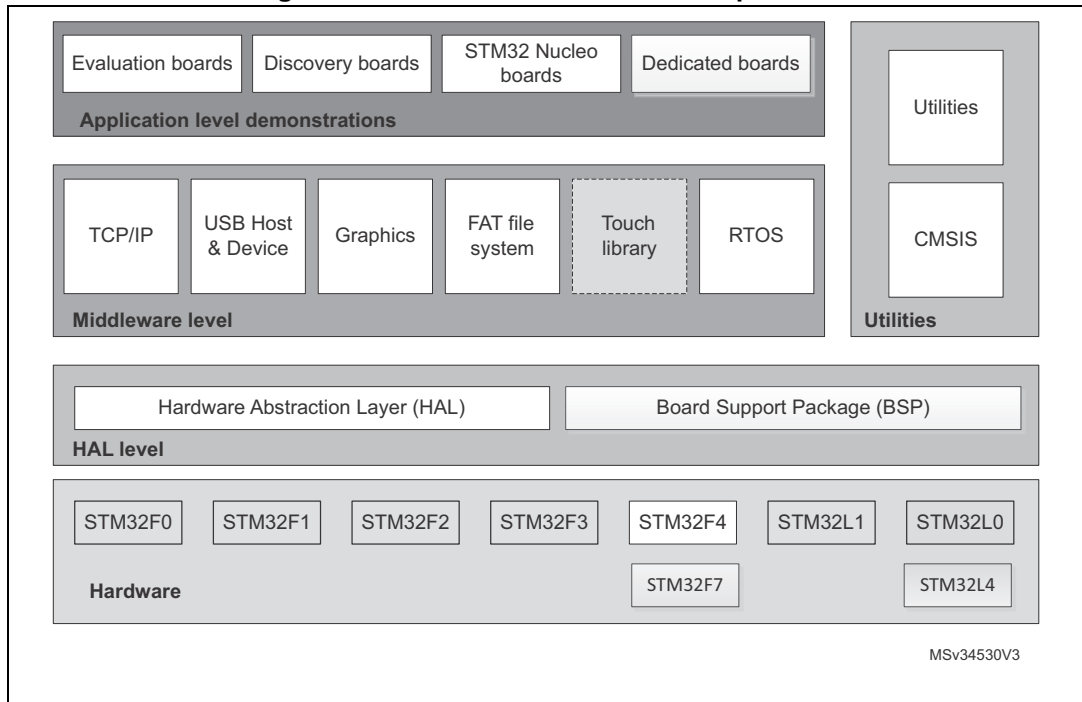 Evaluation boards
Discovery boards
STM32 Nucleo
boards
Dedicated boards
Application level demonstrations
Utilities
CMSIS
Utilities
TCP/IP
USB Host
& Device
Graphics
FAT file
system
Touch
library
RTOS
Middleware level
Hardware Abstraction Layer (HAL)
Board Support Package (BSP)
HAL level
STM32F0
STM32F1
STM32F2
STM32F3
STM32F4
STM32L1
STM32L0
STM32F7
STM32L4
Hardware
MSv34530V3